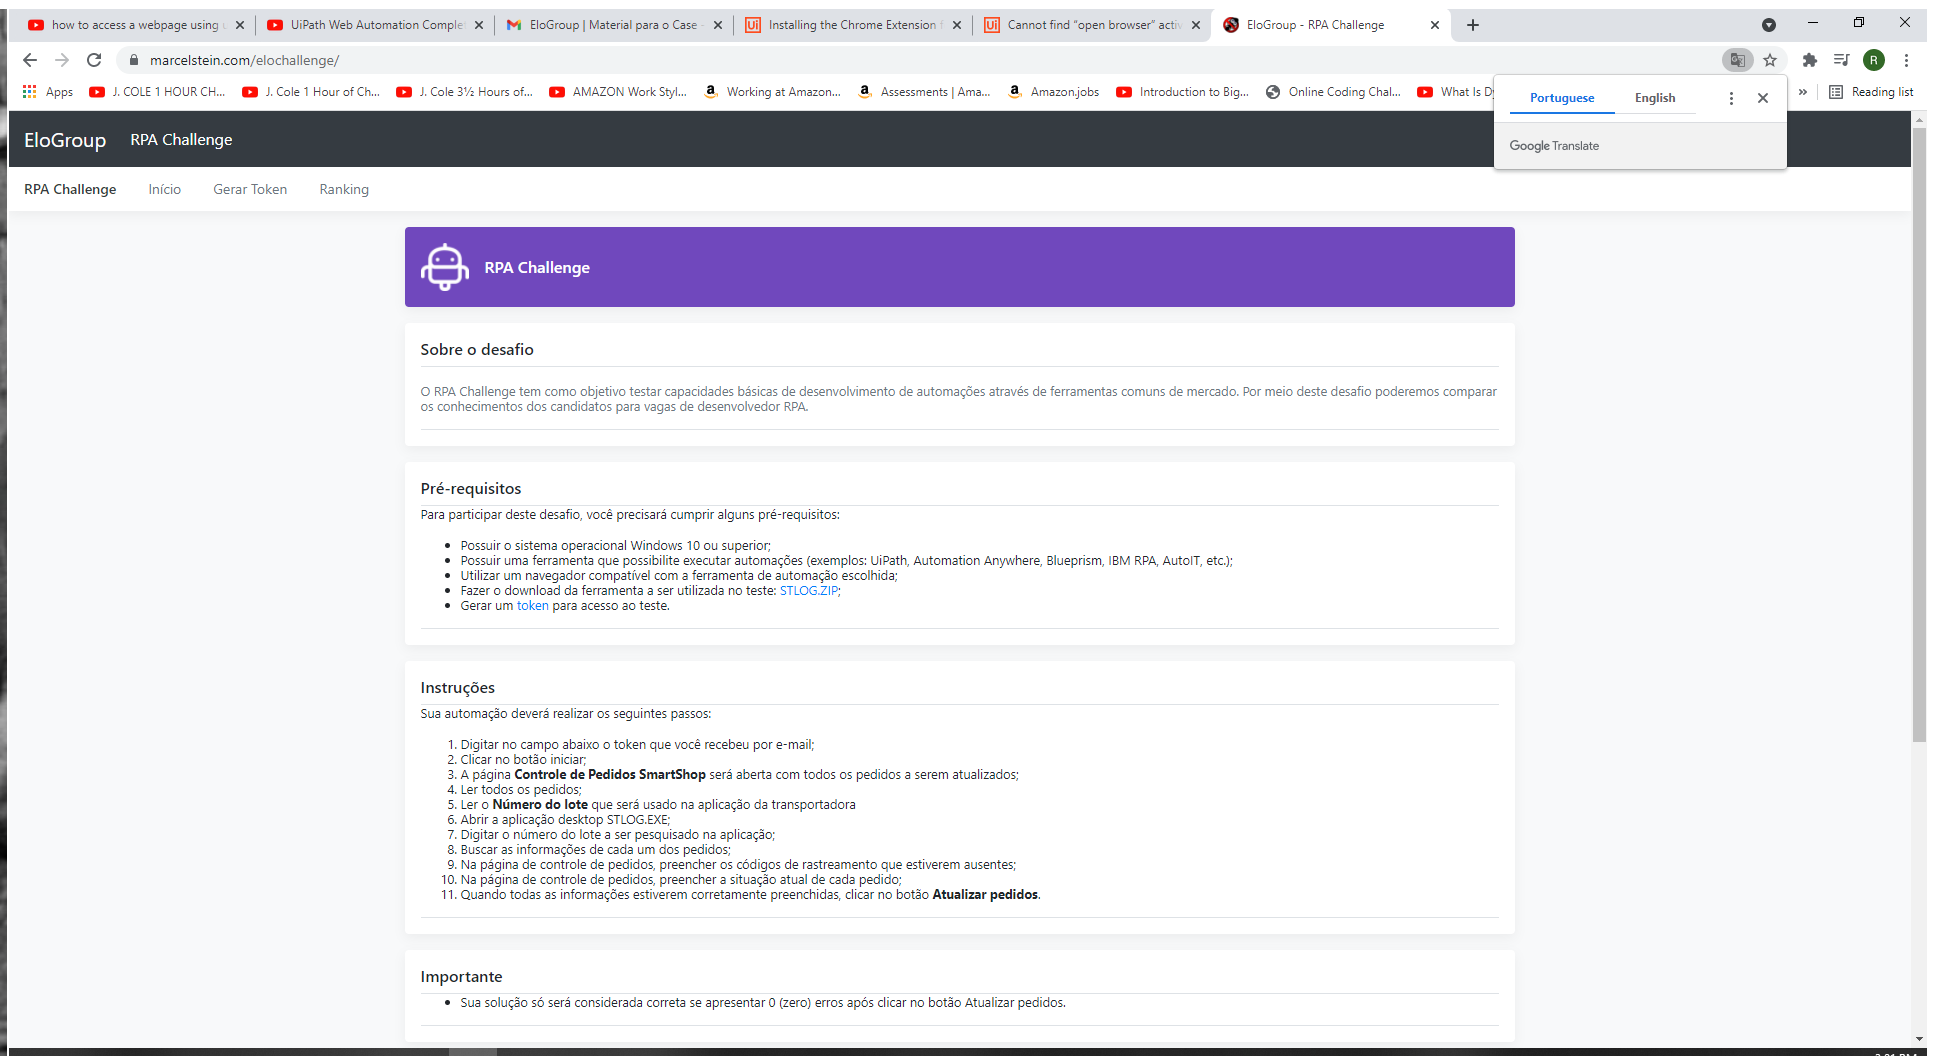 how to access a webpage using
UiPath Web Automation Comple
EloGroup | Material para o Case -
Installing the Chrome Extension f
Cannot find “open browser” activ
EloGroup - RPA Challenge
marcelstein.com/elochallenge/
R
Apps
J. COLE 1 HOUR CH...
J. Cole 1 Hour of Ch...
J. Cole 3½ Hours of...
AMAZON Work Styl...
Working at Amazon...
Assessments | Ama...
Amazon.jobs
Introduction to Big...
Online Coding Chal...
What Is D
»
Reading list
Portuguese
English
Google Translate
EloGroup RPA Challenge
RPA Challenge Início Gerar Token Ranking
RPA Challenge
Sobre o desafio
O RPA Challenge tem como objetivo testar capacidades básicas de desenvolvimento de automações através de ferramentas comuns de mercado. Por meio deste desafio poderemos comparar
os conhecimentos dos candidatos para vagas de desenvolvedor RPA.
Pré-requisitos
Para participar deste desafio, você precisará cumprir alguns pré-requisitos:
• Possuir o sistema operacional Windows 10 ou superior;
• Possuir uma ferramenta que possibilite executar automações (exemplos: UiPath, Automation Anywhere, Blueprism, IBM RPA, AutoIT, etc.);
• Utilizar um navegador compatível com a ferramenta de automação escolhida;
• Fazer o download da ferramenta a ser utilizada no teste: STLOG.ZIP;
• Gerar um token para acesso ao teste.
Instruções
Sua automação deverá realizar os seguintes passos:
1. Digitar no campo abaixo o token que você recebeu por e-mail;
2. Clicar no botão iniciar;
3. A página Controle de Pedidos SmartShop será aberta com todos os pedidos a serem atualizados;
4. Ler todos os pedidos;
5. Ler o Número do lote que será usado na aplicação da transportadora
6. Abrir a aplicação desktop STLOG.EXE;
7. Digitar o número do lote a ser pesquisado na aplicação;
8. Buscar as informações de cada um dos pedidos;
9. Na página de controle de pedidos, preencher os códigos de rastreamento que estiverem ausentes;
10. Na página de controle de pedidos, preencher a situação atual de cada pedido;
11. Quando todas as informações estiverem corretamente preenchidas, clicar no botão Atualizar pedidos.
Importante
• Sua solução só será considerada correta se apresentar 0 (zero) erros após clicar no botão Atualizar pedidos.